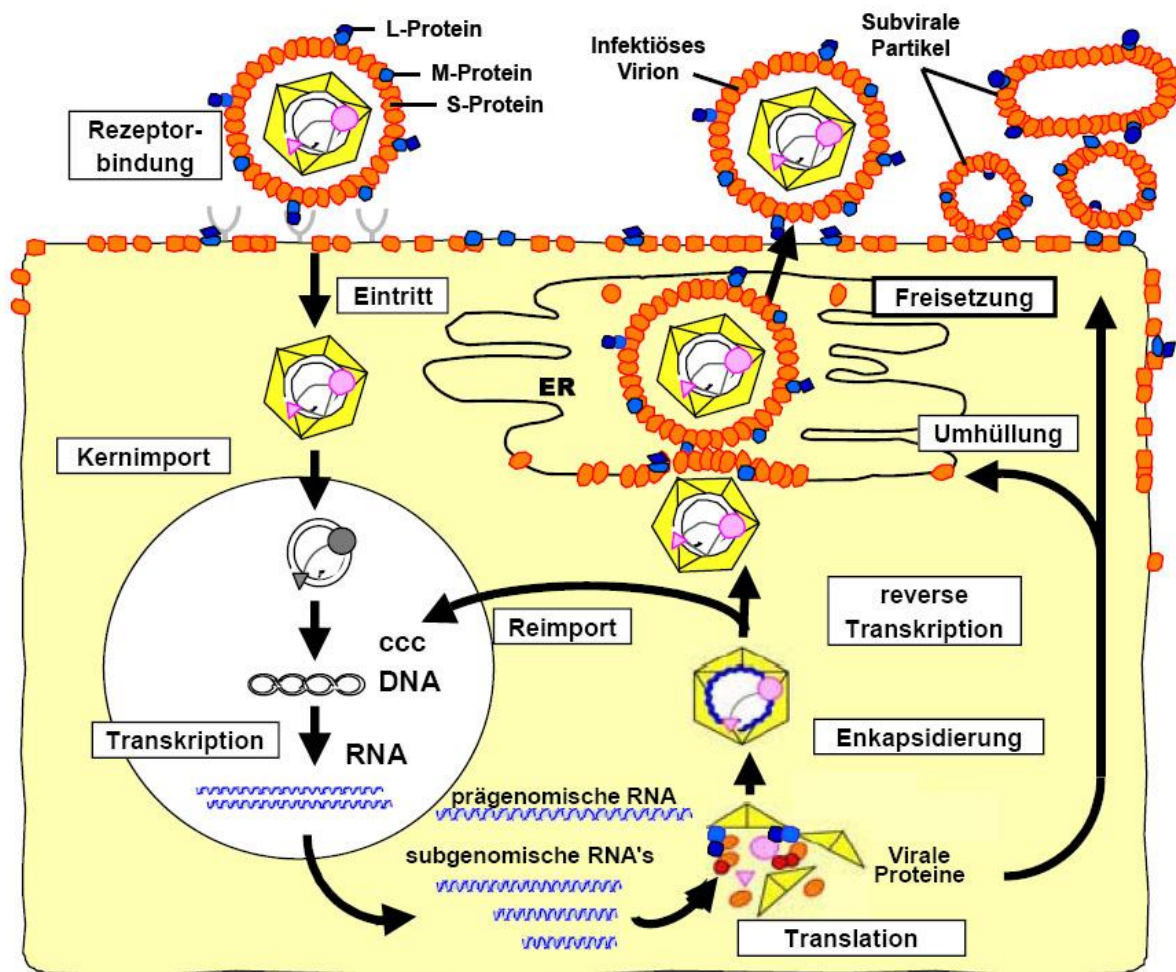 L-Protein
M-Protein
S-Protein
Rezeptor-
bindung
Infektiöses
Virion
Subvirale
Partikel
Eintritt
Freisetzung
ER
Umhüllung
Kernimport
reverse
Transkription
Reimport
ccc
DNA
Enkapsidierung
Transkription
RNA
prägenomische RNA
subgenomische RNA's
Virale
Proteine
Translation